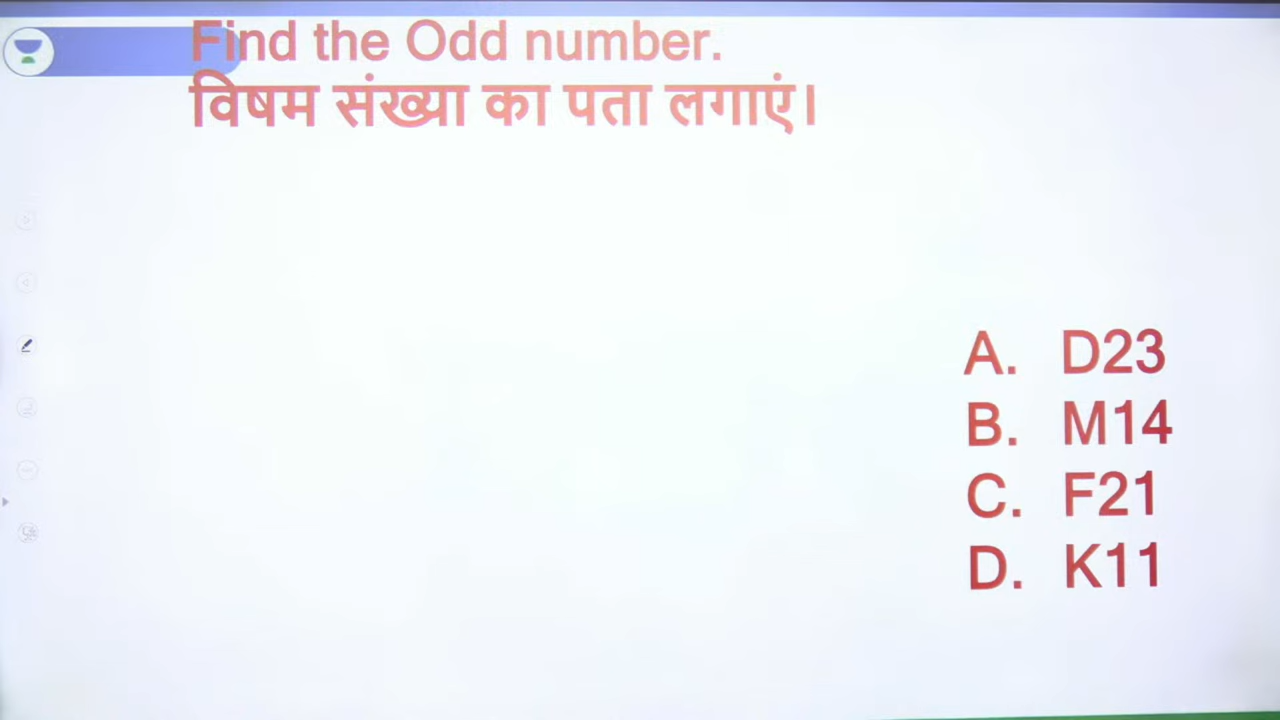 Find the Odd number.
विषम संख्या का पता लगाएं।
A. D23
B. M14
C. F21
D. K11